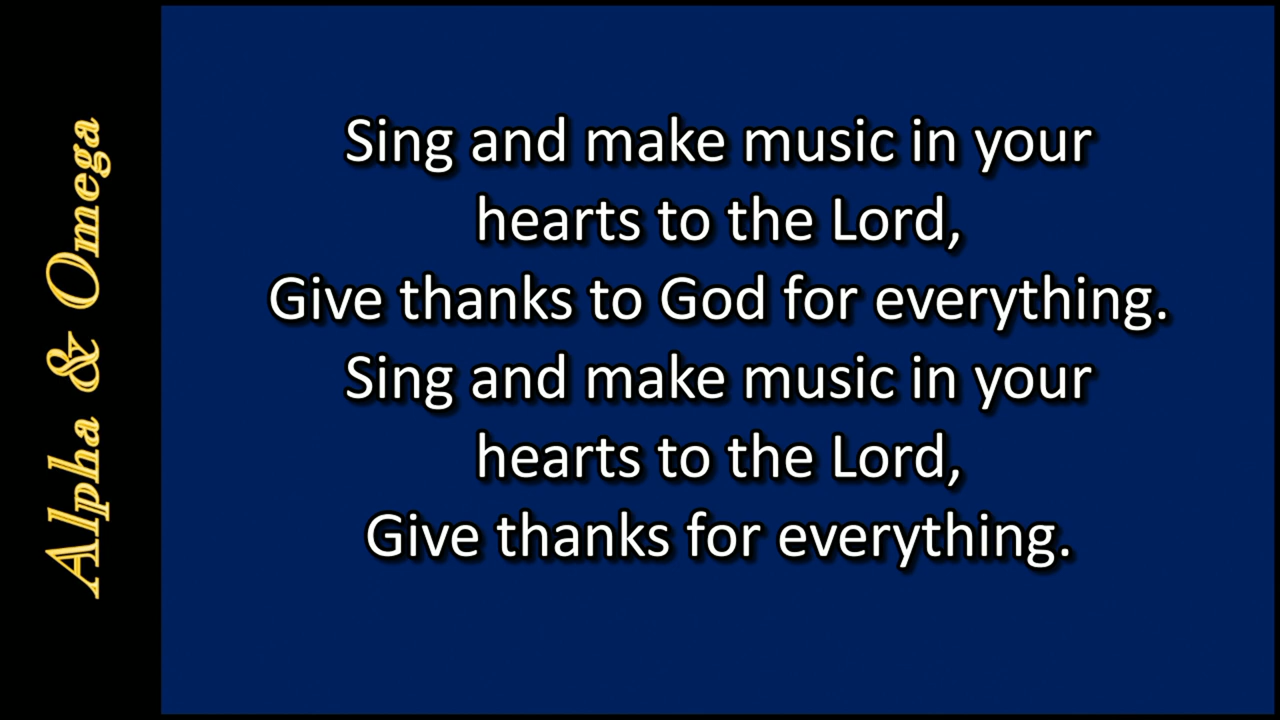 Alpha & Omega
Sing and make music in your
hearts to the Lord,
Give thanks to God for everything.
Sing and make music in your
hearts to the Lord,
Give thanks for everything.